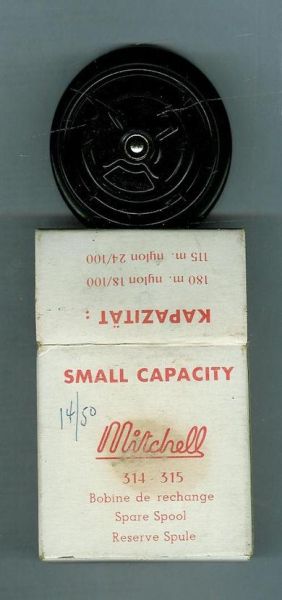 115 m. nylon 24/100
180 m. nylon 18/100
KAPAZITÄT :
SMALL CAPACITY
14/50
Mitchell
314 - 315
Bobine de rechange
Spare Spool
Reserve Spule